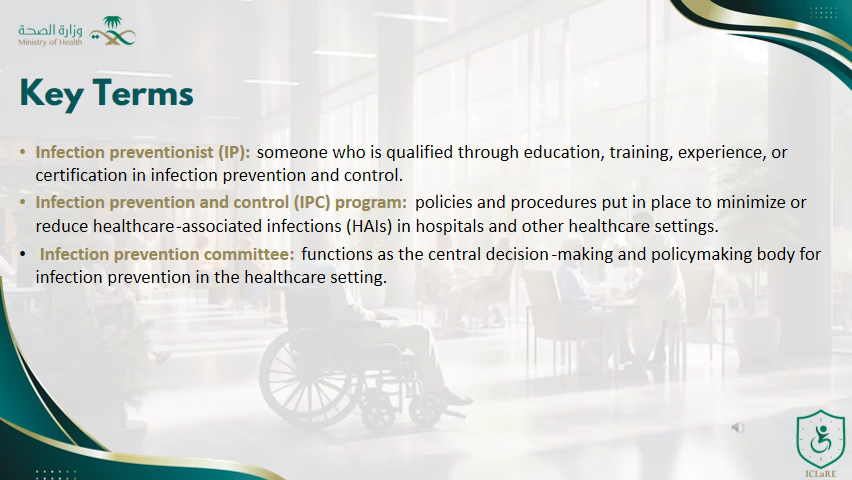 وزارة الصحة
Ministry of Health
Key Terms
• Infection preventionist (IP): someone who is qualified through education, training, experience, or
certification in infection prevention and control.
• Infection prevention and control (IPC) program: policies and procedures put in place to minimize or
reduce healthcare-associated infections (HAIs) in hospitals and other healthcare settings.
• Infection prevention committee: functions as the central decision-making and policymaking body for
infection prevention in the healthcare setting.
ICLaRE